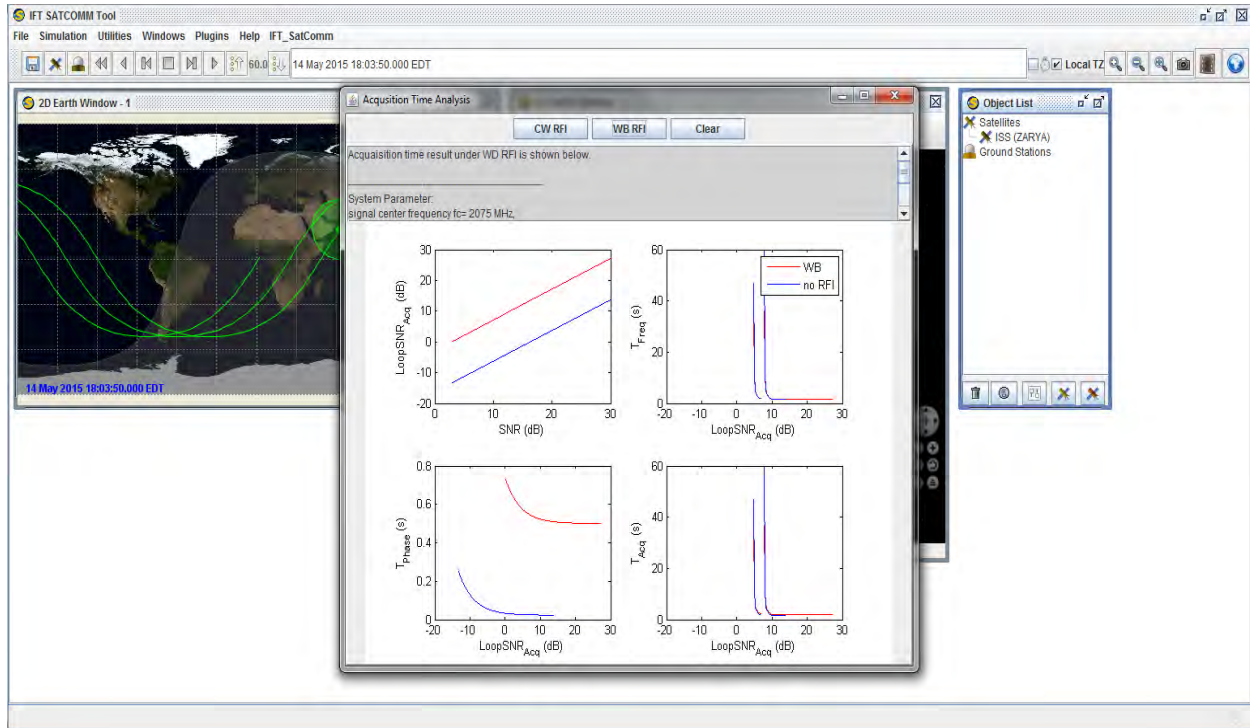 IFT SATCOMM Tool
File Simulation Utilities Windows Plugins Help IFT_SatComm
60.0 14 May 2015 18:03:50.000 EDT Local TZ
2D Earth Window - 1
14 May 2015 18:03:50.000 EDT
Acqusition Time Analysis
CW RFI WB RFI Clear
Acquaisition time result under WD RFI is shown below.
System Parameter:
signal center frequency fc= 2075 MHz,
30
20
10
0
-10
-20
0 10 20 30
LoopSNR_Acq (dB)
SNR (dB)
60
40
20
0
-20 -10 0 10 20 30
T_Freq (s)
LoopSNR_Acq (dB)
WB
no RFI
0.8
0.6
0.4
0.2
0
-20 -10 0 10 20 30
T_Phase (s)
LoopSNR_Acq (dB)
60
40
20
0
-20 -10 0 10 20 30
T_Acq (s)
LoopSNR_Acq (dB)
Object List
Satellites
ISS (ZARYA)
Ground Stations